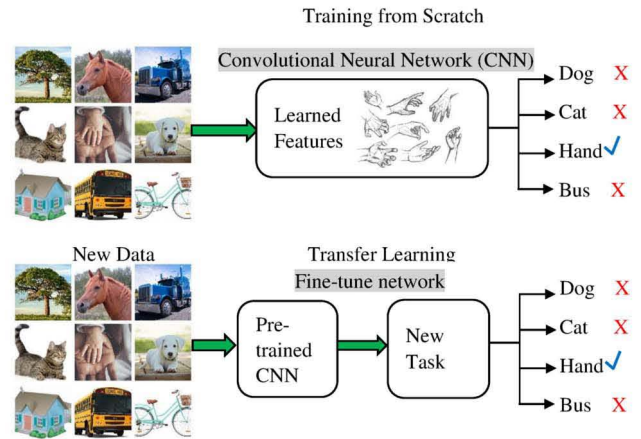 Training from Scratch
Convolutional Neural Network (CNN)
Learned
Features
Dog X
Cat X
Hand
Bus X
New Data
Transfer Learning
Fine-tune network
Pre-
trained
CNN
New
Task
Dog X
Cat X
Hand
Bus X